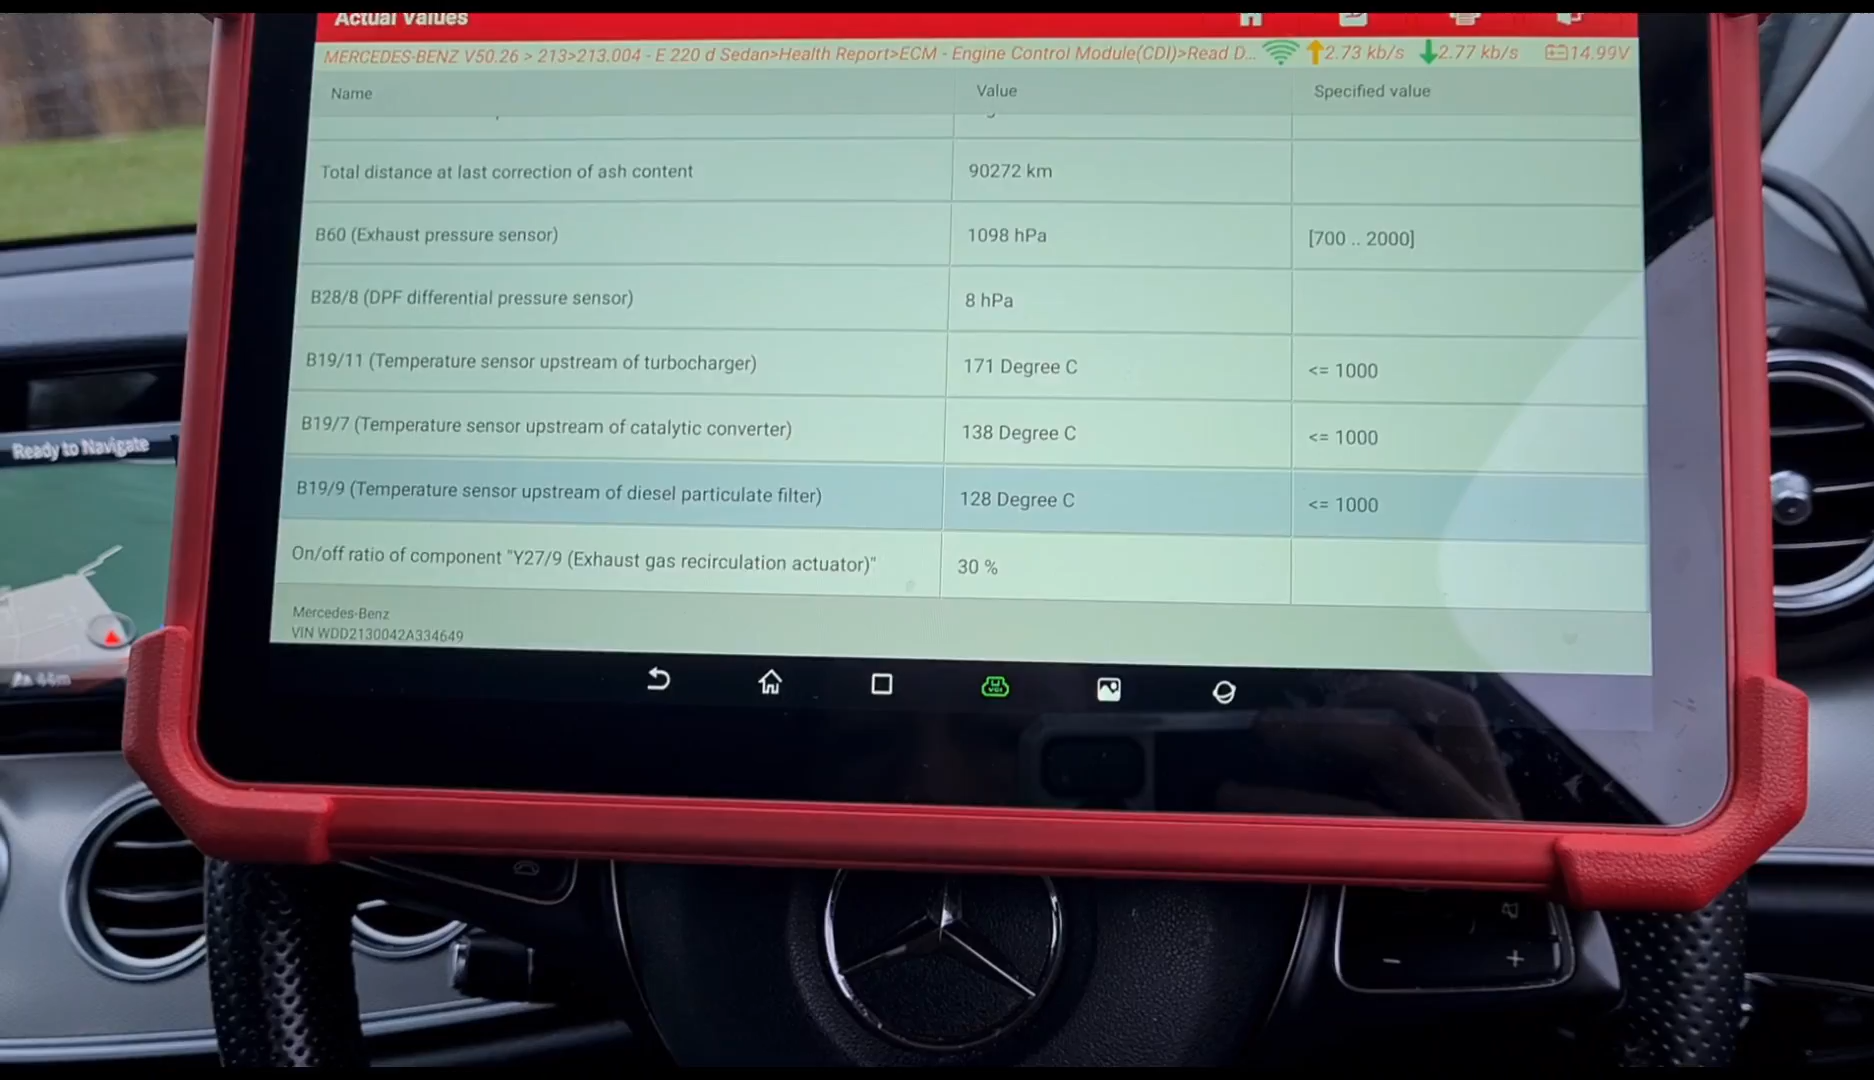 Actual Values
MERCEDES-BENZ V50.26 > 213>213.004 - E 220 d Sedan>Health Report>ECM - Engine Control Module(CDI)>Read D... 2.73 kb/s 2.77 kb/s 14.99V
Name Value Specified value
Total distance at last correction of ash content 90272 km
B60 (Exhaust pressure sensor) 1098 hPa [700 .. 2000]
B28/8 (DPF differential pressure sensor) 8 hPa
B19/11 (Temperature sensor upstream of turbocharger) 171 Degree C <= 1000
B19/7 (Temperature sensor upstream of catalytic converter) 138 Degree C <= 1000
B19/9 (Temperature sensor upstream of diesel particulate filter) 128 Degree C <= 1000
On/off ratio of component "Y27/9 (Exhaust gas recirculation actuator)" 30 %
Mercedes-Benz
VIN WDD2130042A334649
VCI
Ready to Navigate
- +